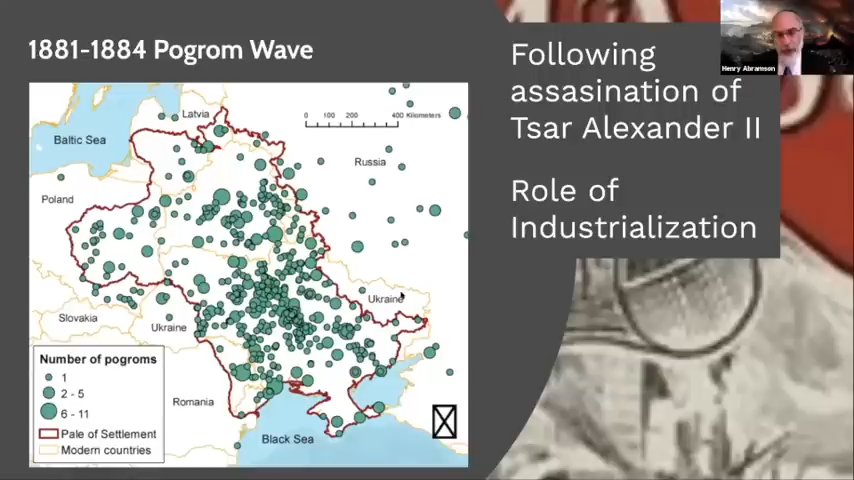 1881-1884 Pogrom Wave
Following
assasination of
Tsar Alexander II
Role of
Industrialization
Henry Abramson
Latvia
0 100 200 400 Kilometers
Baltic Sea
Russia
Poland
Ukraine
Slovakia
Ukraine
Romania
Black Sea
Number of pogroms
1
2 - 5
6 - 11
Pale of Settlement
Modern countries